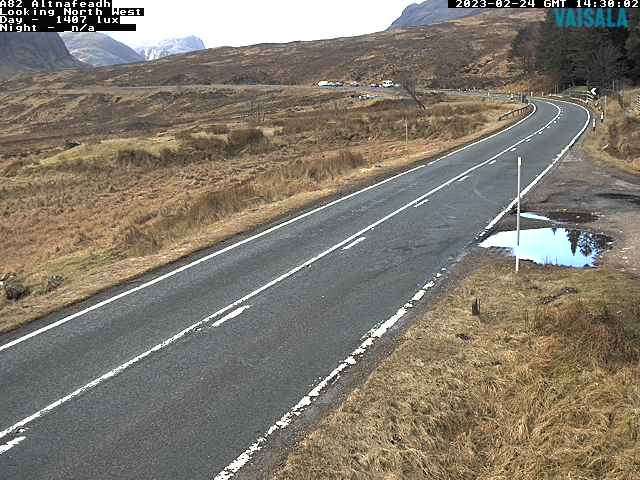 A82 Altnafeadh
Looking North West
Day - 1407 lux
Night - n/a
2023-02-24 GMT 14:30:02
VAISALA